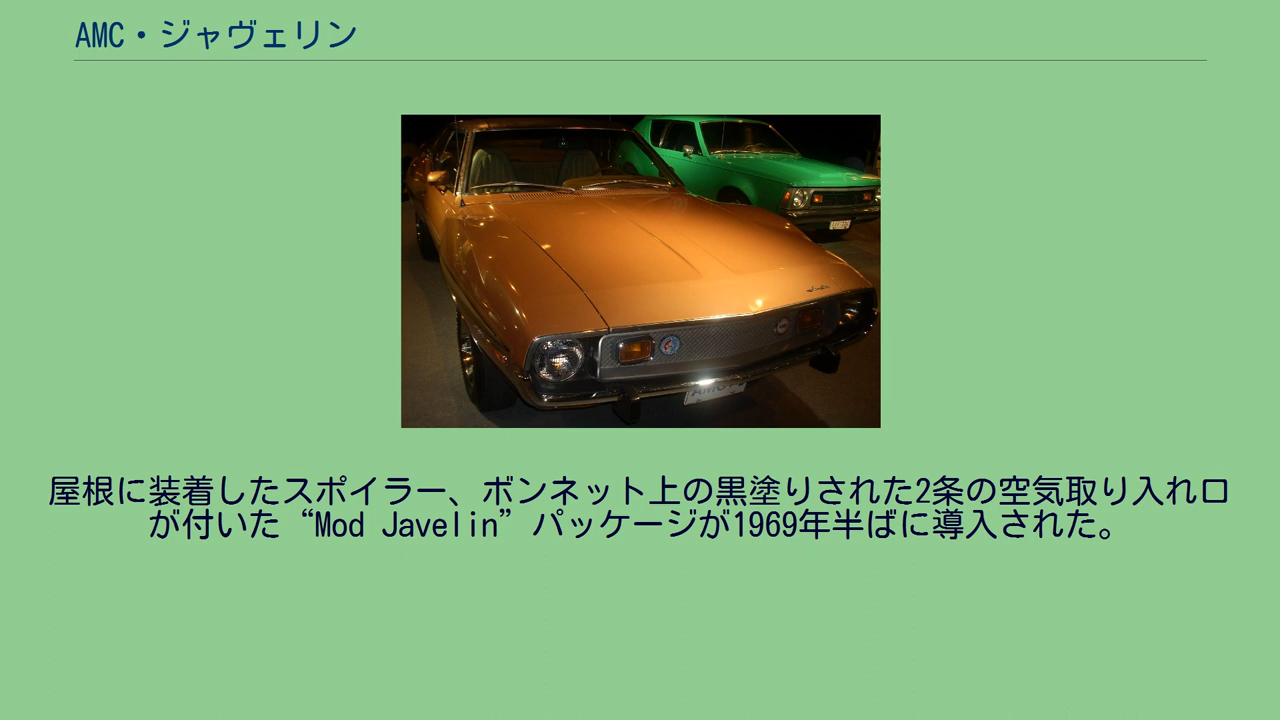 AMC・ジャヴェリン
屋根に装着したスポイラー、ボンネット上の黒塗りされた2条の空気取り入れ口
が付いた“Mod Javelin”パッケージが1969年半ばに導入された。